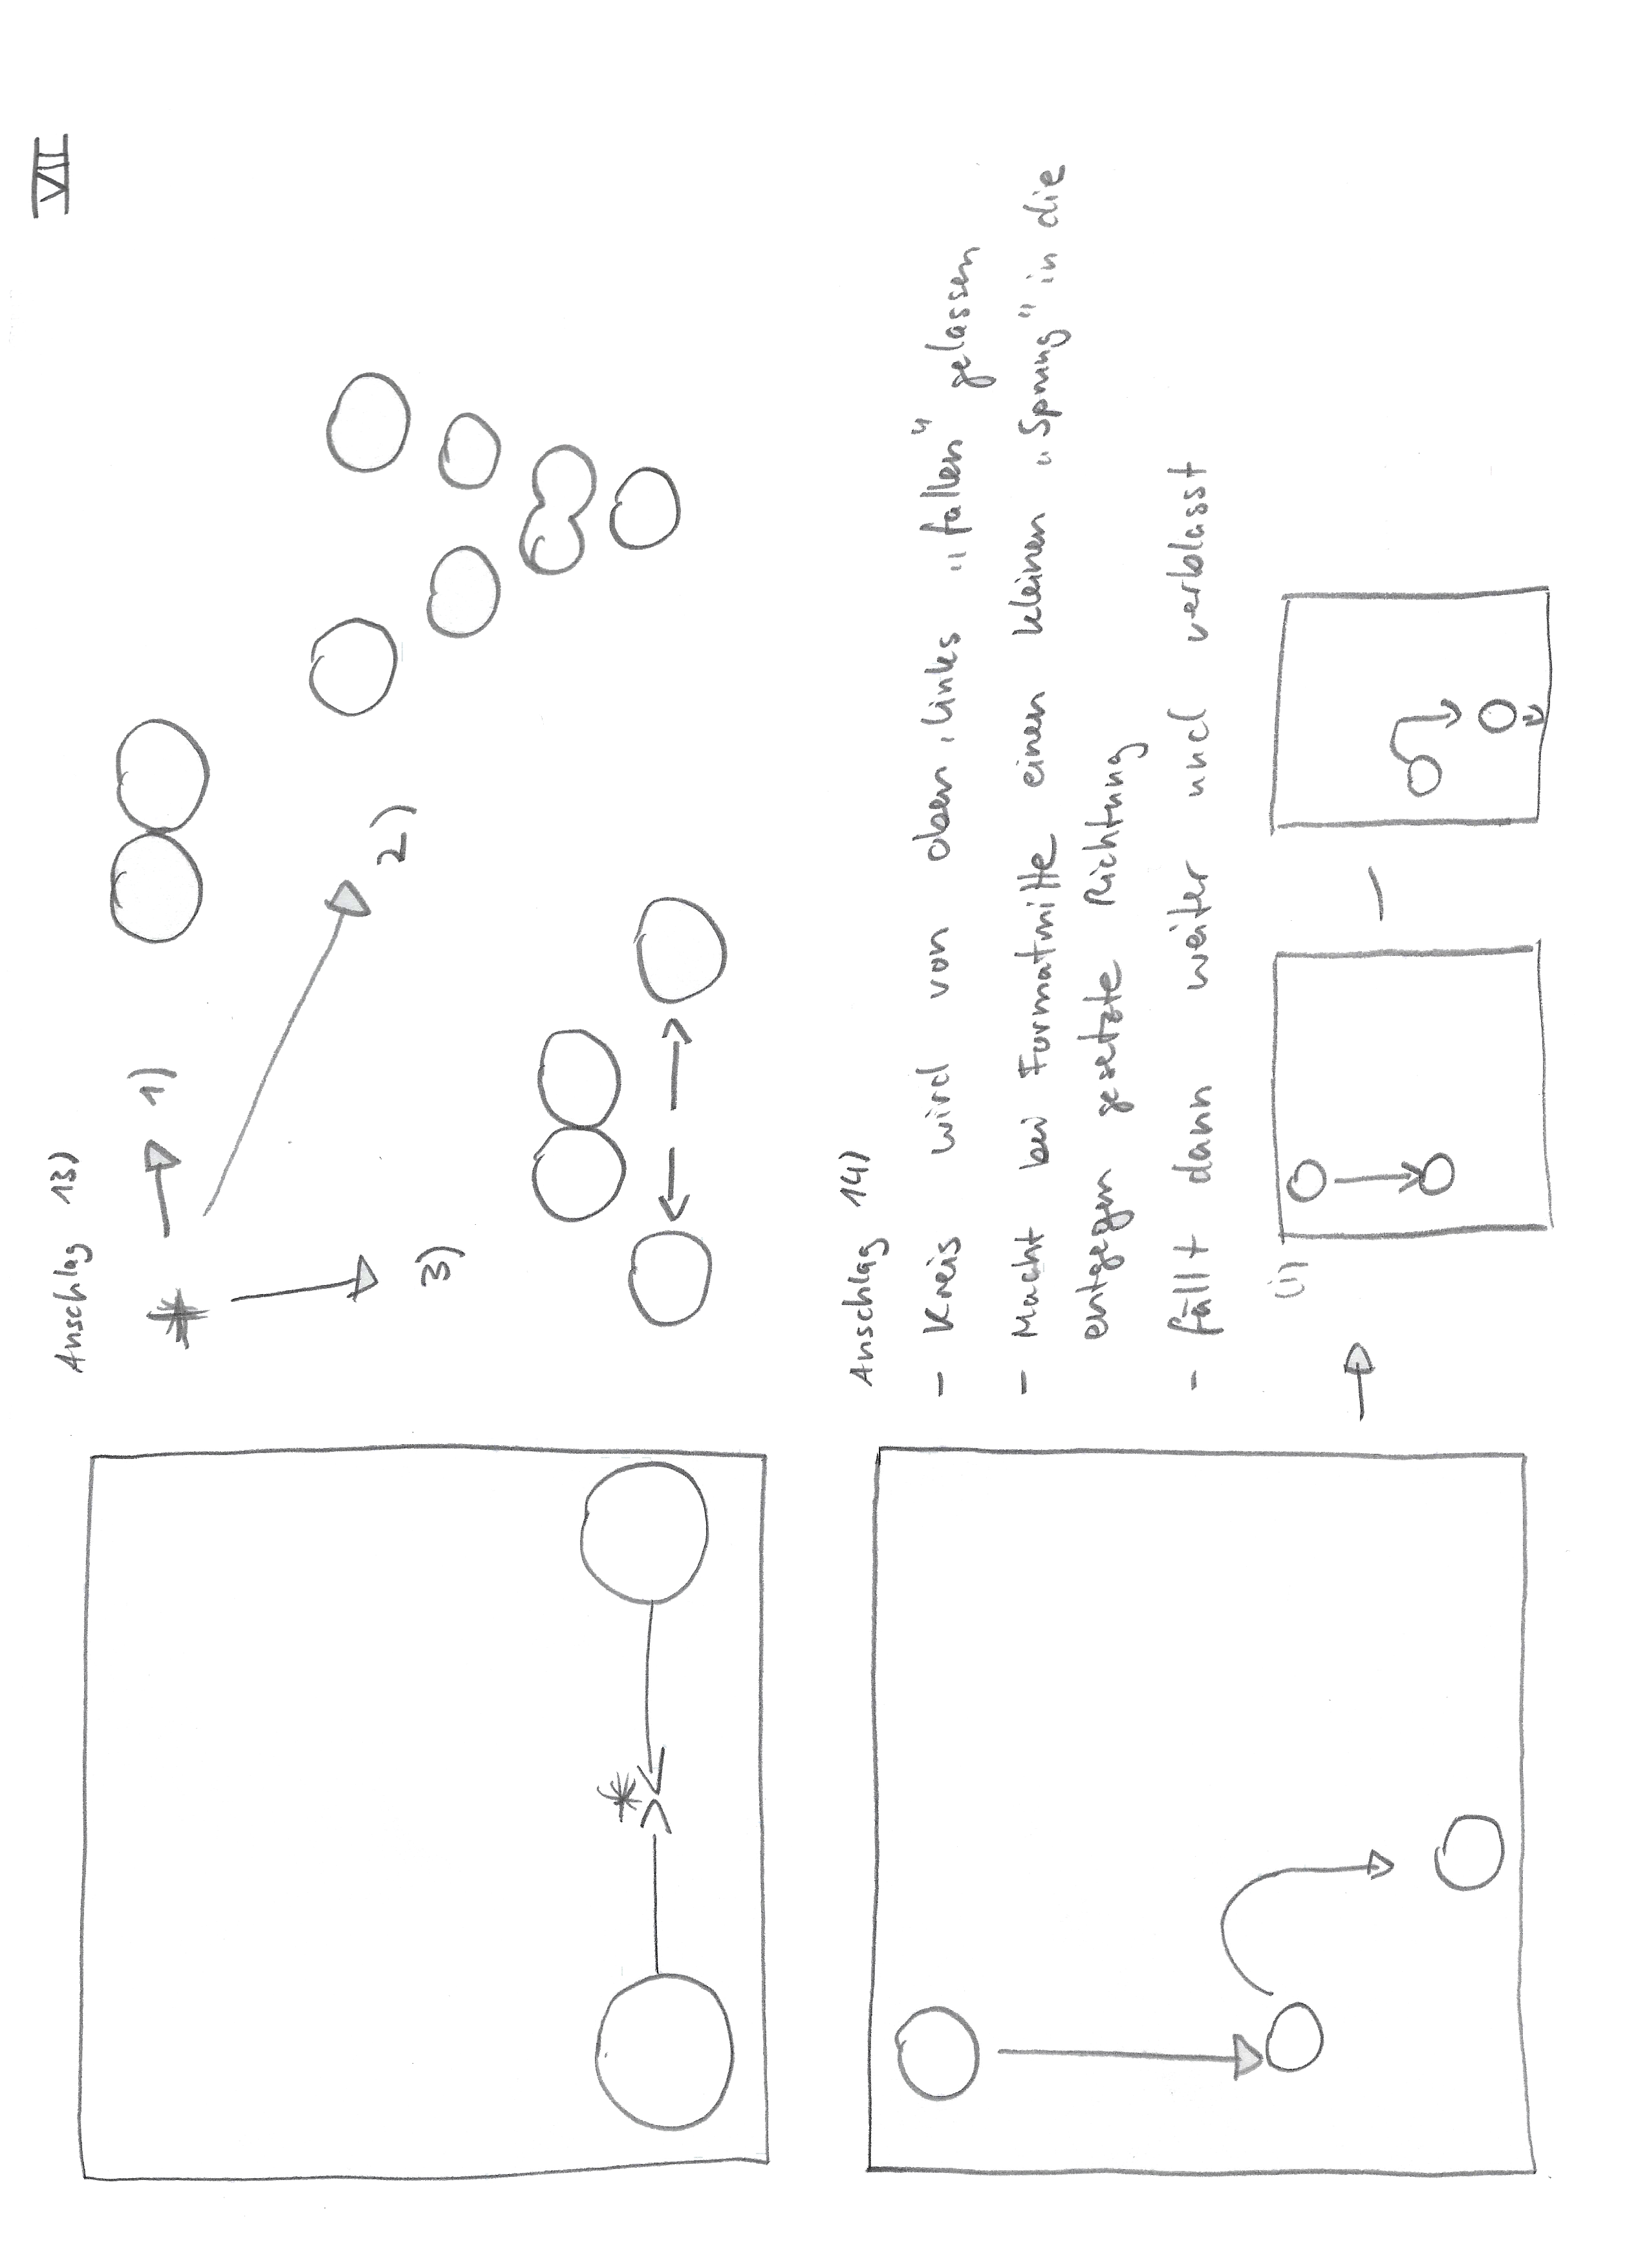 VII
Anschlag 13)
* 1)
2)
3)
*
Anschlag 14)
- Kreis wird von oben, links "fallen" gelassen
- Macht bei Formatmitte einen kleinen "Sprung" in die
entgegen gesetzte Richtung
- fällt dann weiter und verblasst